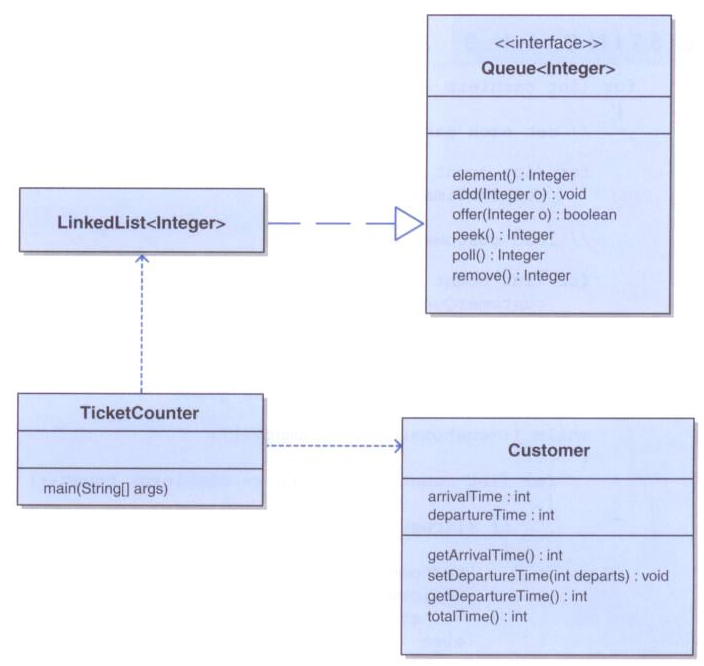 <<interface>>
Queue<Integer>
element() : Integer
add(Integer o) : void
offer(Integer o) : boolean
peek() : Integer
poll() : Integer
remove() : Integer
LinkedList<Integer>
TicketCounter
main(String[] args)
Customer
arrivalTime : int
departureTime : int
getArrivalTime() : int
setDepartureTime(int departs) : void
getDepartureTime() : int
totalTime() : int